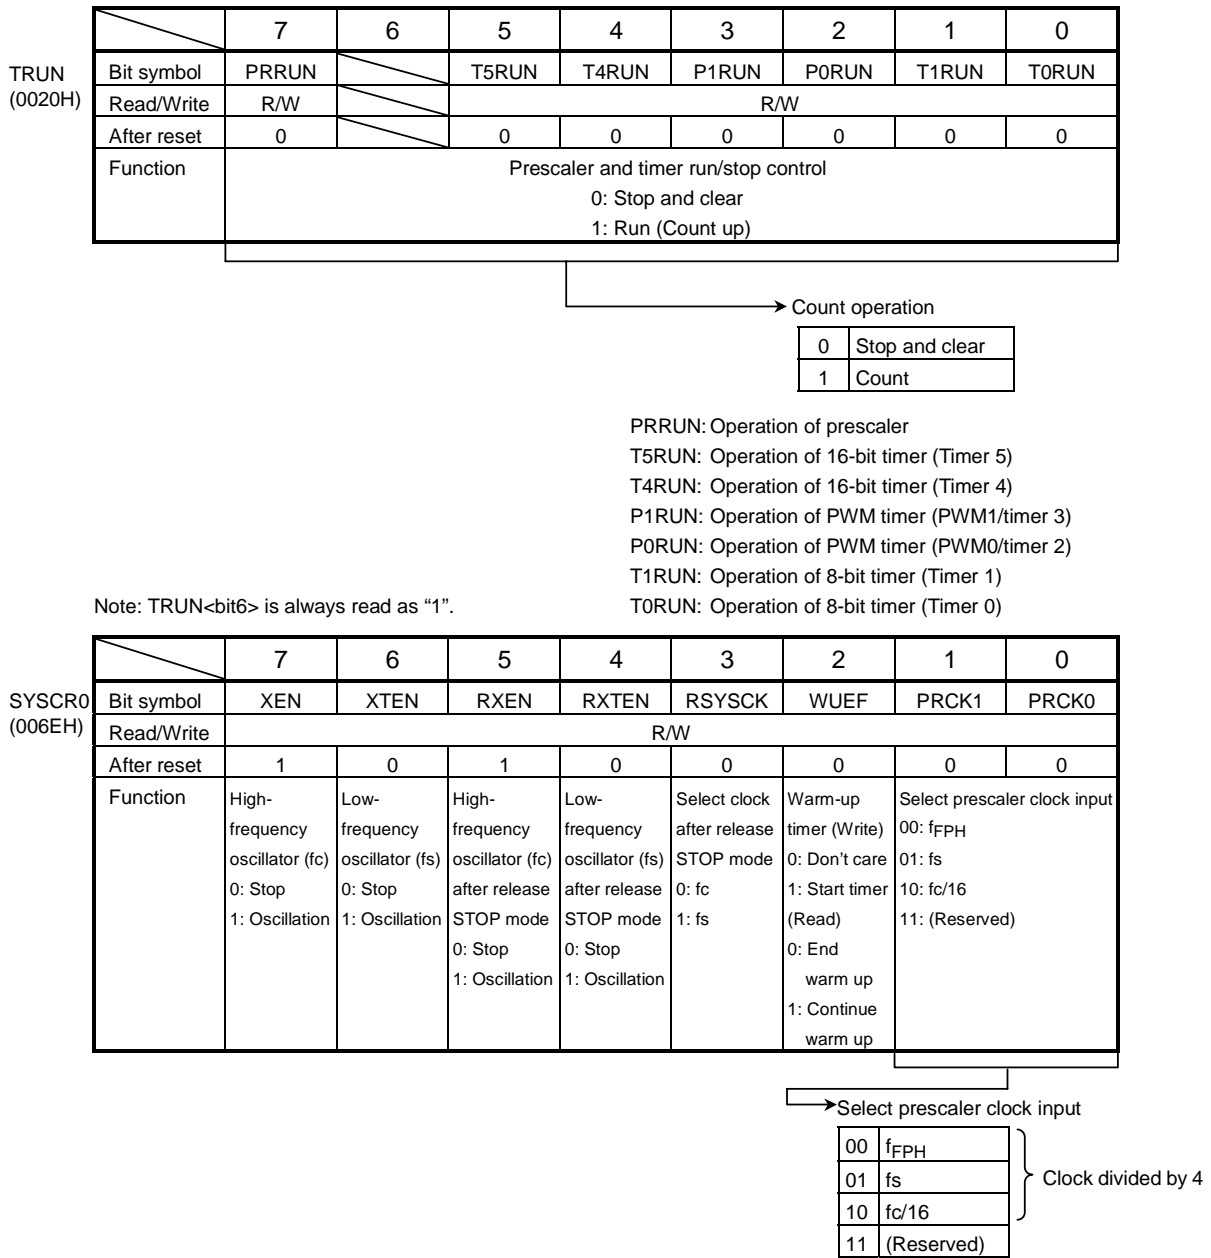 7 6 5 4 3 2 1 0
TRUN (0020H)
Bit symbol PRRUN T5RUN T4RUN P1RUN P0RUN T1RUN T0RUN
Read/Write R/W R/W
After reset 0 0 0 0 0 0 0
Function Prescaler and timer run/stop control
0: Stop and clear
1: Run (Count up)
Count operation
0 Stop and clear
1 Count
PRRUN: Operation of prescaler
T5RUN: Operation of 16-bit timer (Timer 5)
T4RUN: Operation of 16-bit timer (Timer 4)
P1RUN: Operation of PWM timer (PWM1/timer 3)
P0RUN: Operation of PWM timer (PWM0/timer 2)
T1RUN: Operation of 8-bit timer (Timer 1)
Note: TRUN<bit6> is always read as “1”.
T0RUN: Operation of 8-bit timer (Timer 0)
7 6 5 4 3 2 1 0
SYSCR0 (006EH)
Bit symbol XEN XTEN RXEN RXTEN RSYSCK WUEF PRCK1 PRCK0
Read/Write R/W
After reset 1 0 1 0 0 0 0 0
Function
High-
frequency
oscillator (fc)
0: Stop
1: Oscillation
Low-
frequency
oscillator (fs)
0: Stop
1: Oscillation
High-
frequency
oscillator (fc)
after release
STOP mode
0: Stop
1: Oscillation
Low-
frequency
oscillator (fs)
after release
STOP mode
0: Stop
1: Oscillation
Select clock
after release
STOP mode
0: fc
1: fs
Warm-up
timer (Write)
0: Don’t care
1: Start timer
(Read)
0: End
warm up
1: Continue
warm up
Select prescaler clock input
00: fFPH
01: fs
10: fc/16
11: (Reserved)
Select prescaler clock input
00 fFPH
01 fs
10 fc/16
11 (Reserved)
Clock divided by 4